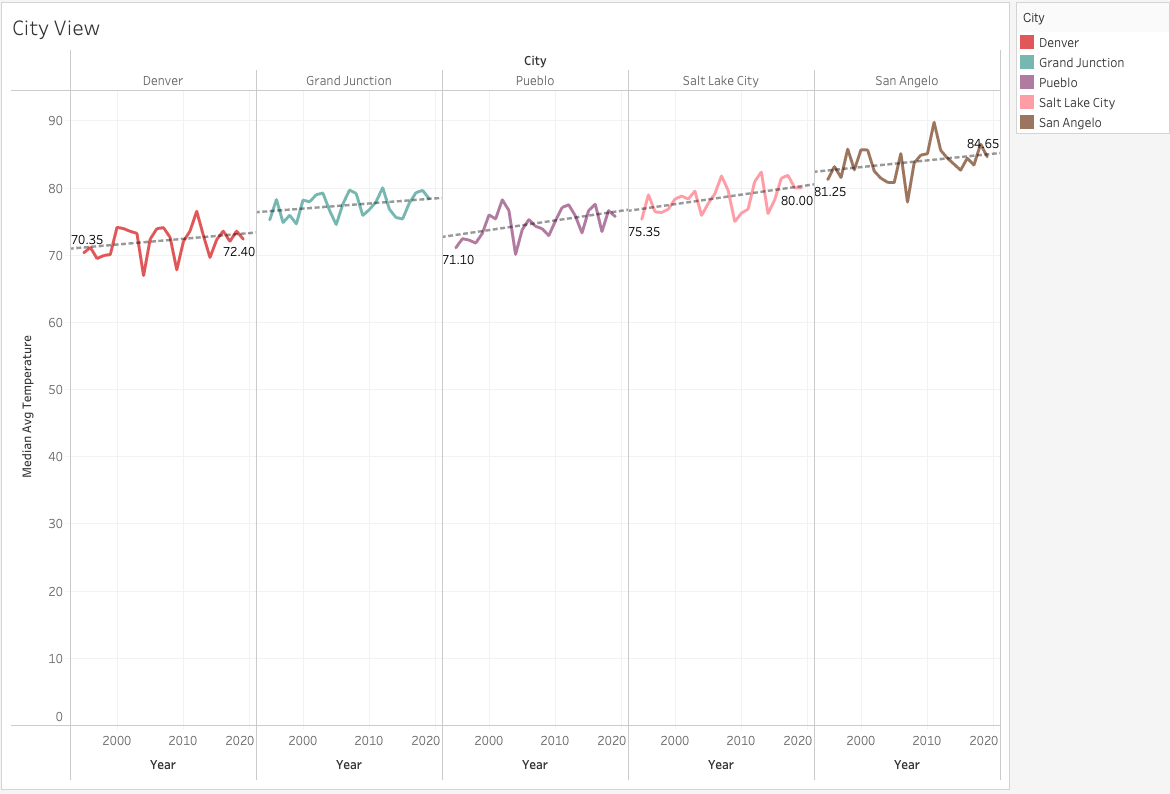 City View
City
Denver
Grand Junction
Pueblo
Salt Lake City
San Angelo
90
80
70
60
50
40
30
20
10
0
Median Avg Temperature
70.35
72.40
71.10
75.35
80.00
81.25
84.65
2000 2010 2020
2000 2010 2020
2000 2010 2020
2000 2010 2020
2000 2010 2020
Year
Year
Year
Year
Year
City
Denver
Grand Junction
Pueblo
Salt Lake City
San Angelo